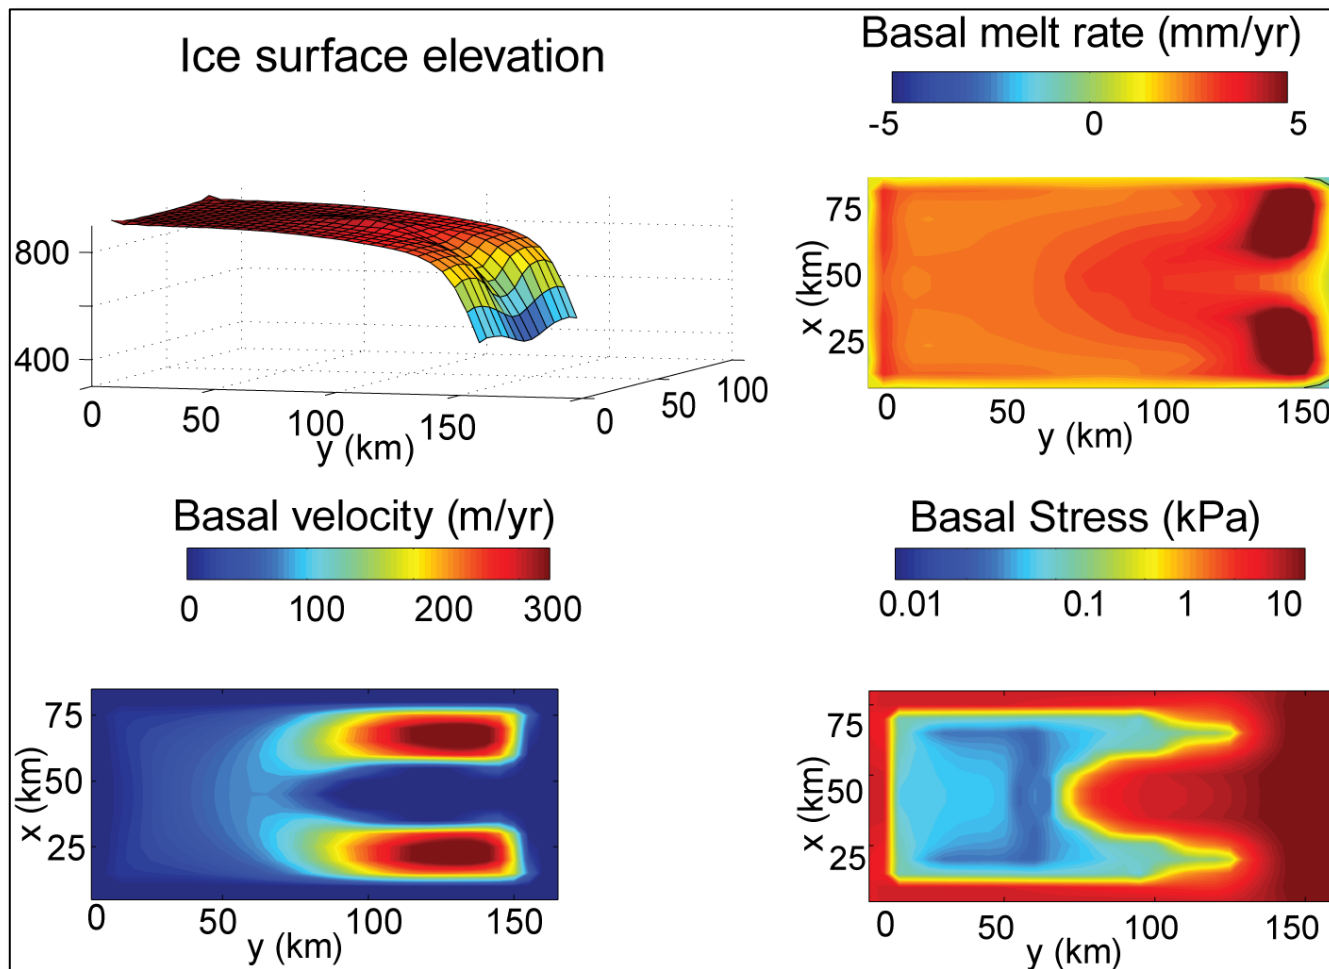 Ice surface elevation
800
400
0
50
100
150
y (km)
0
50
100
Basal melt rate (mm/yr)
-5 0 5
75
50
25
x (km)
0 50 100 150
y (km)
Basal velocity (m/yr)
0 100 200 300
75
50
25
x (km)
0 50 100 150
y (km)
Basal Stress (kPa)
0.01 0.1 1 10
75
50
25
x (km)
0 50 100 150
y (km)